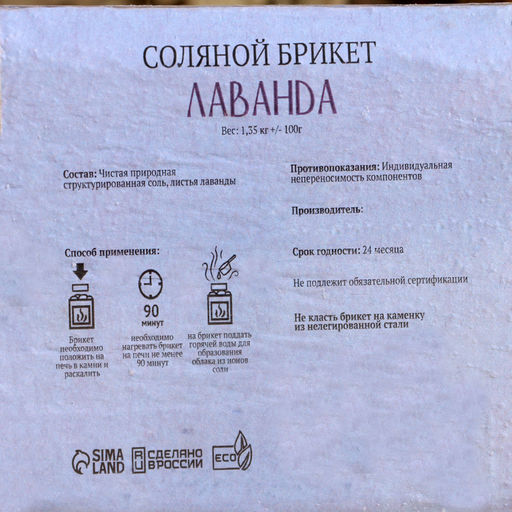 СОЛЯНОЙ БРИКЕТ
ЛАВАНДА
Вес: 1,35 кг +/- 100г
Состав: Чистая природная
структурированная соль, листья лаванды
Противопоказания: Индивидуальная
непереносимость компонентов
Производитель:
Способ применения:
Брикет
необходимо
положить на
печь в камни и
раскалить
90
МИНУТ
необходимо
нагревать брикет
на печи не менее
90 минут
на брикет поддать
горячей воды для
образования
облака из ионов
соли
Срок годности: 24 месяца
Не подлежит обязательной сертификации
Не класть брикет на каменку
из нелегированной стали
SIMA
LAND
RU
СДЕЛАНО
В РОССИИ
ECO